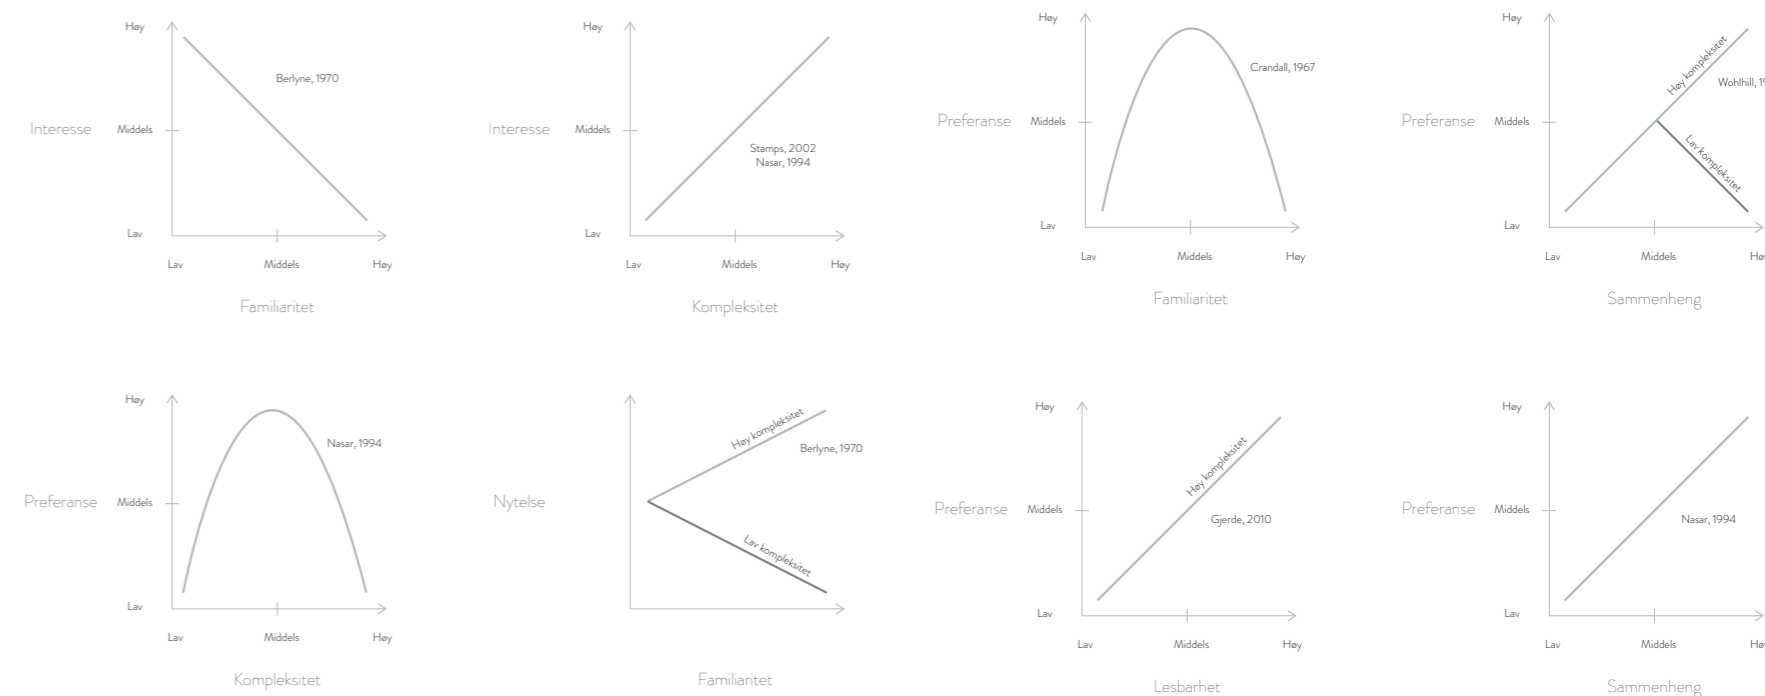 Høy
Berlyne, 1970
Interesse
Middels
Lav
Lav
Middels
Høy
Familiaritet
Høy
Interesse
Middels
Stamps, 2002
Nasar, 1994
Lav
Lav
Middels
Høy
Kompleksitet
Høy
Crandall, 1967
Preferanse
Middels
Lav
Lav
Middels
Høy
Familiaritet
Høy
Høy kompleksitet
Wohlhill,
Preferanse
Middels
Lav kompleksitet
Lav
Lav
Middels
Sammenheng
Høy
Nasar, 1994
Preferanse
Middels
Lav
Lav
Middels
Høy
Kompleksitet
Høy kompleksitet
Berlyne, 1970
Nytelse
Lav kompleksitet
Familiaritet
Høy
Høy kompleksitet
Preferanse
Middels
Gjerde, 2010
Lav
Lav
Middels
Høy
Lesbarhet
Høy
Preferanse
Middels
Nasar, 1994
Lav
Lav
Middels
Sammenheng